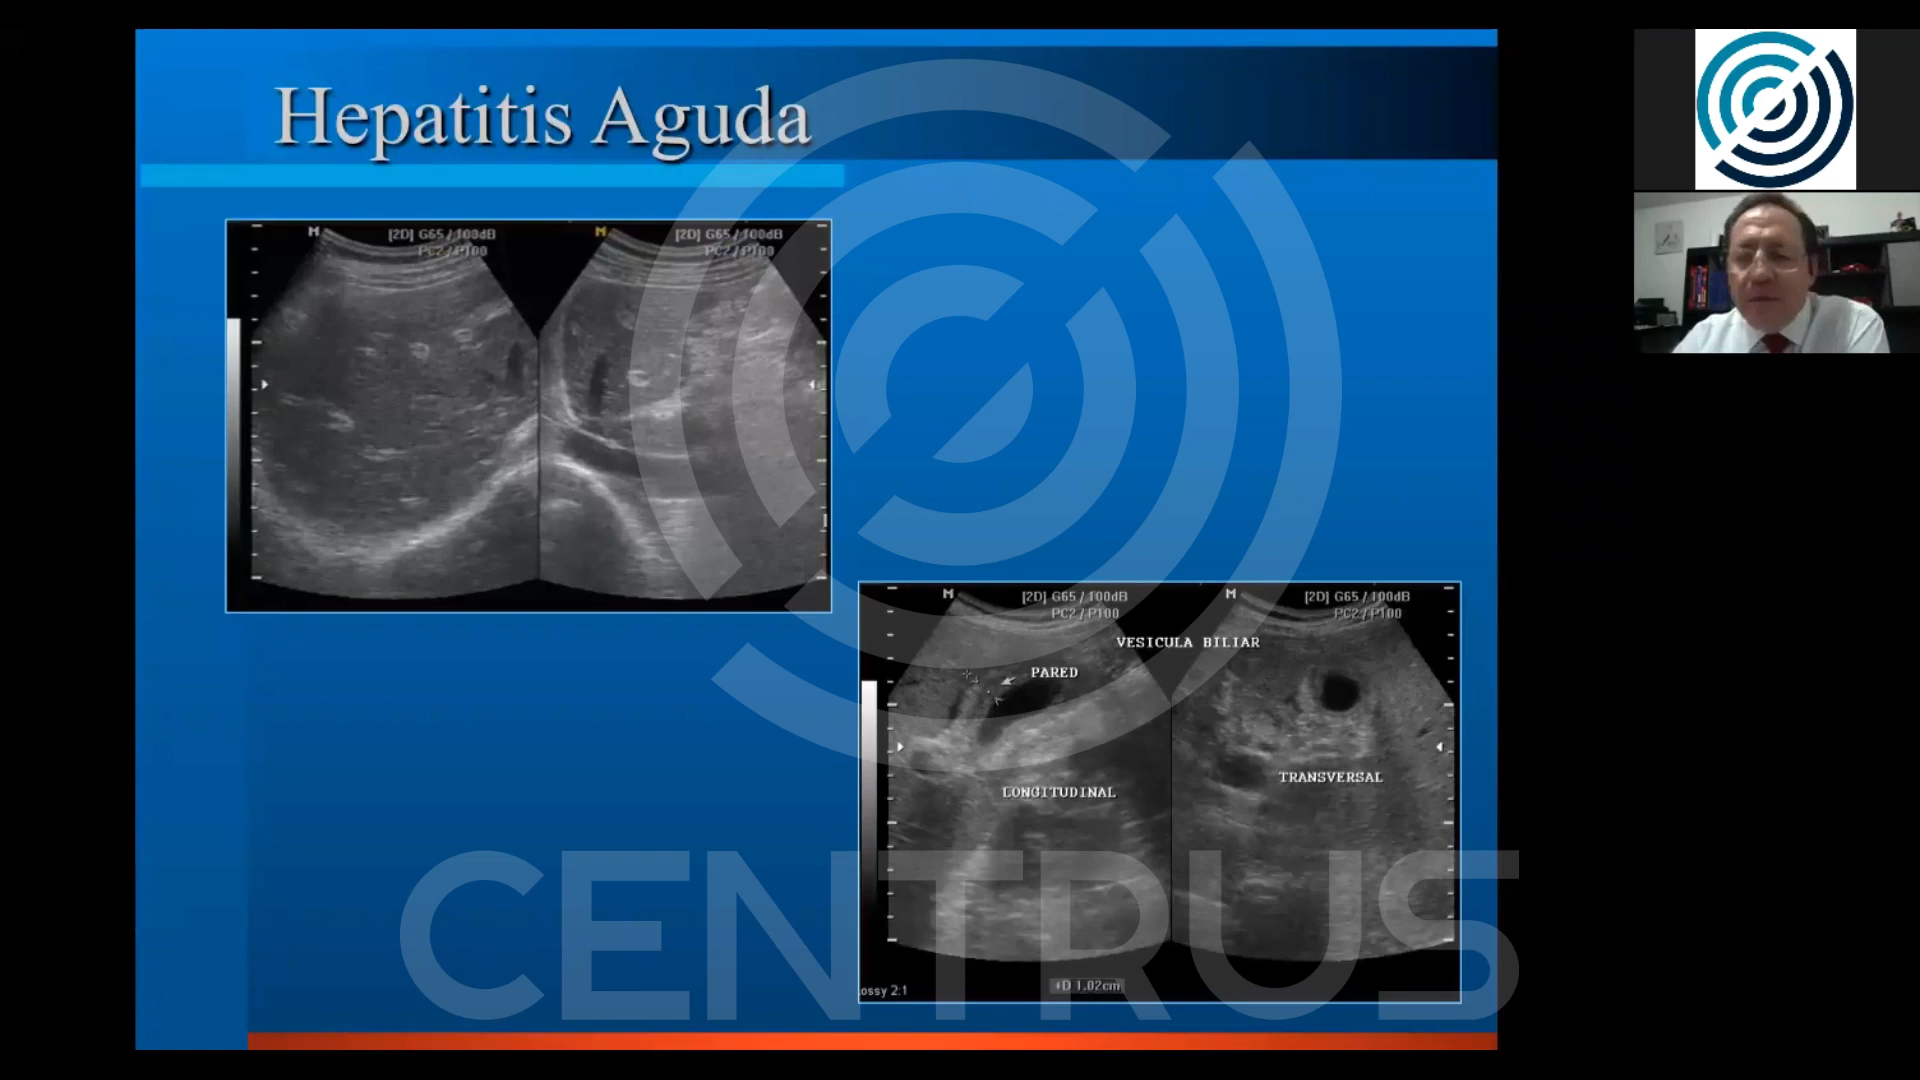 Hepatitis Aguda
M [2D] G65 / 100dB
PC2 / P100
M [2D] G65 / 100dB
PC2 / P100
M [2D] G65 / 100dB
PC2 / P100
M [2D] G65 / 100dB
PC2 / P100
VESICULA BILIAR
PARED
LONGITUDINAL
TRANSVERSAL
+D 1.02cm
ossy 2:1
CENTRUS